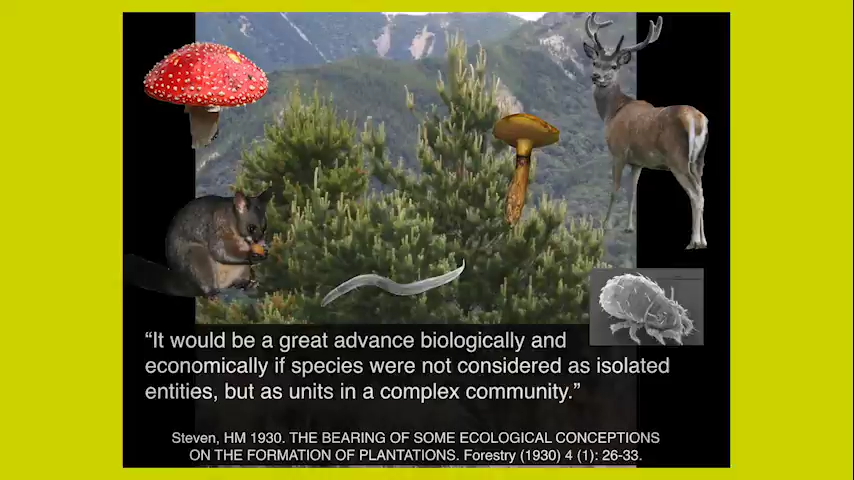 “It would be a great advance biologically and
economically if species were not considered as isolated
entities, but as units in a complex community.”
Steven, HM 1930. THE BEARING OF SOME ECOLOGICAL CONCEPTIONS
ON THE FORMATION OF PLANTATIONS. Forestry (1930) 4 (1): 26-33.